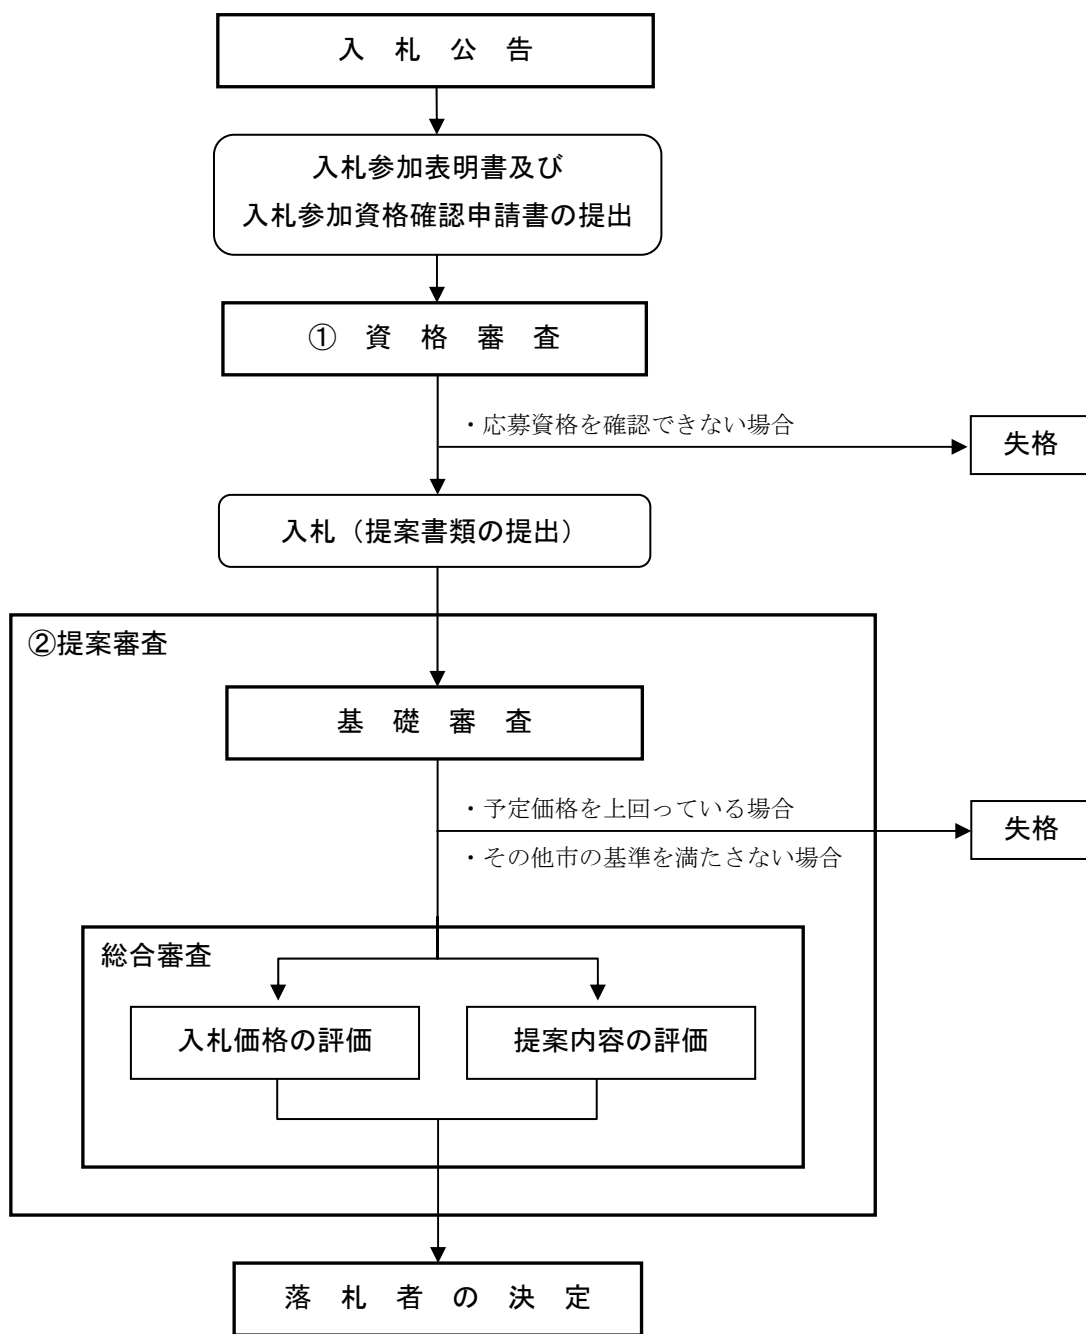 入札公告
入札参加表明書及び
入札参加資格確認申請書の提出
① 資格審査
・応募資格を確認できない場合
失格
入札（提案書類の提出）
②提案審査
基礎審査
・予定価格を上回っている場合
失格
・その他市の基準を満たさない場合
総合審査
入札価格の評価
提案内容の評価
落札者の決定